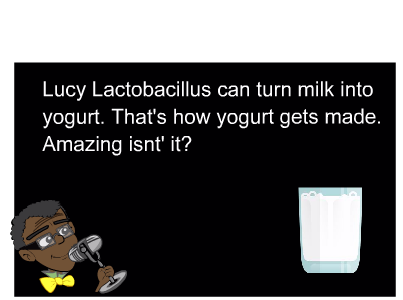 Lucy Lactobacillus can turn milk into
yogurt. That's how yogurt gets made.
Amazing isnt' it?